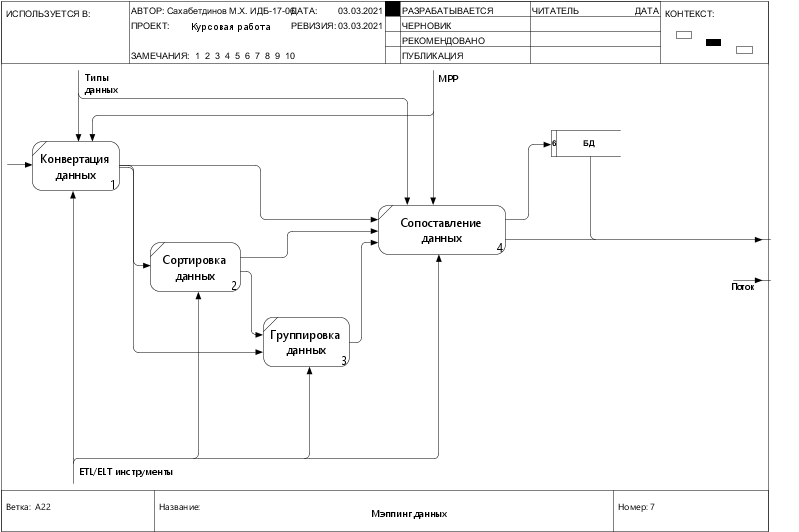 ИСПОЛЬЗУЕТСЯ В:
АВТОР: Сахабетдинов М.Х. ИДБ-17-06
ДАТА: 03.03.2021
РАЗРАБАТЫВАЕТСЯ
ЧИТАТЕЛЬ
ДАТА
КОНТЕКСТ:
ПРОЕКТ: Курсовая работа
РЕВИЗИЯ: 03.03.2021
ЧЕРНОВИК
РЕКОМЕНДОВАНО
ЗАМЕЧАНИЯ: 1 2 3 4 5 6 7 8 9 10
ПУБЛИКАЦИЯ
Типы
данных
МРР
Конвертация
данных
1
6
БД
Сопоставление
данных
4
Сортировка
данных
2
Поток
Группировка
данных
3
ETL/ELT инструменты
Ветка: A22
Название:
Мэппинг данных
Номер: 7